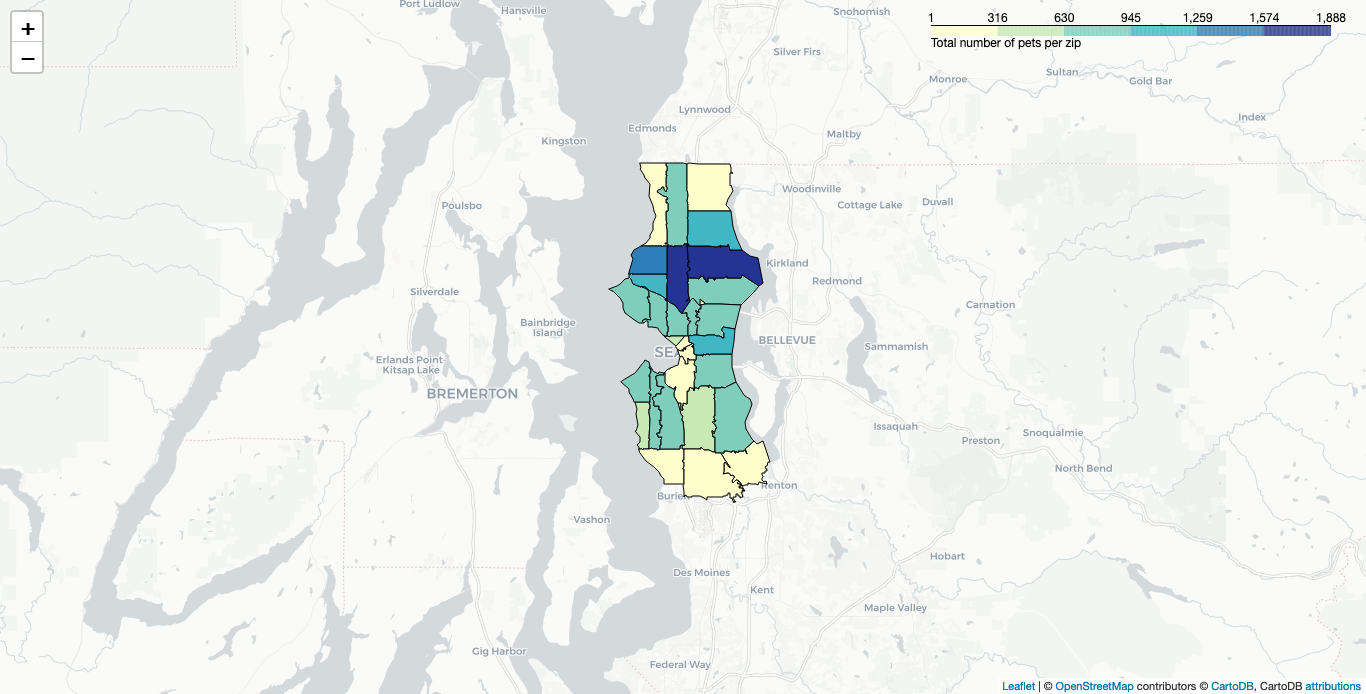 +
−
1 316 630 945 1,259 1,574 1,888
Total number of pets per zip
Port Ludlow
Hansville
Snohomish
Silver Firs
Monroe
Sultan
Gold Bar
Lynnwood
Index
Edmonds
Kingston
Maltby
Woodinville
Cottage Lake
Duvall
Poulsbo
Kirkland
Redmond
Silverdale
Carnation
Bainbridge
Island
BELLEVUE
Sammamish
SEA
Erlands Point-
Kitsap Lake
BREMERTON
Issaquah
Preston
Snoqualmie
North Bend
Renton
Burie
Vashon
Hobart
Des Moines
Kent
Maple Valley
Gig Harbor
Federal Way
Leaflet | © OpenStreetMap contributors © CartoDB, CartoDB attributions